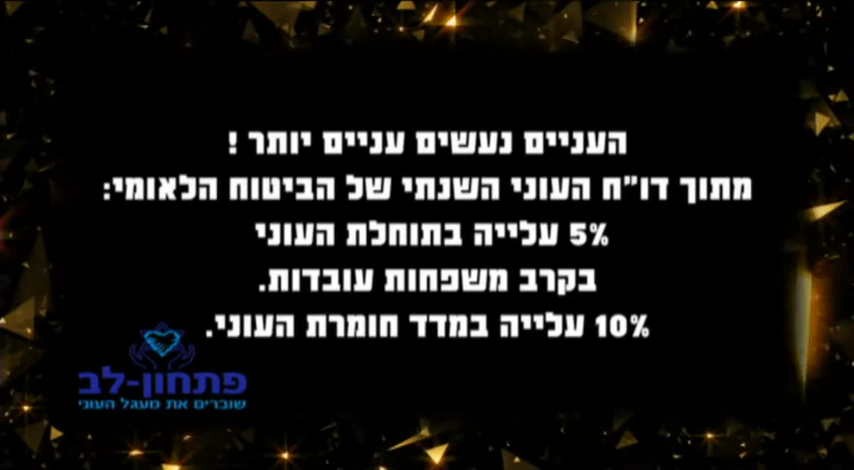 העניים נעשים עניים יותר !
מתוך דו"ח העוני השנתי של הביטוח הלאומי:
5% עלייה בתוחלת העוני
בקרב משפחות עובדות.
10% עלייה במדד חומרת העוני.
פתחון-לב
שוברים את מעגל העוני